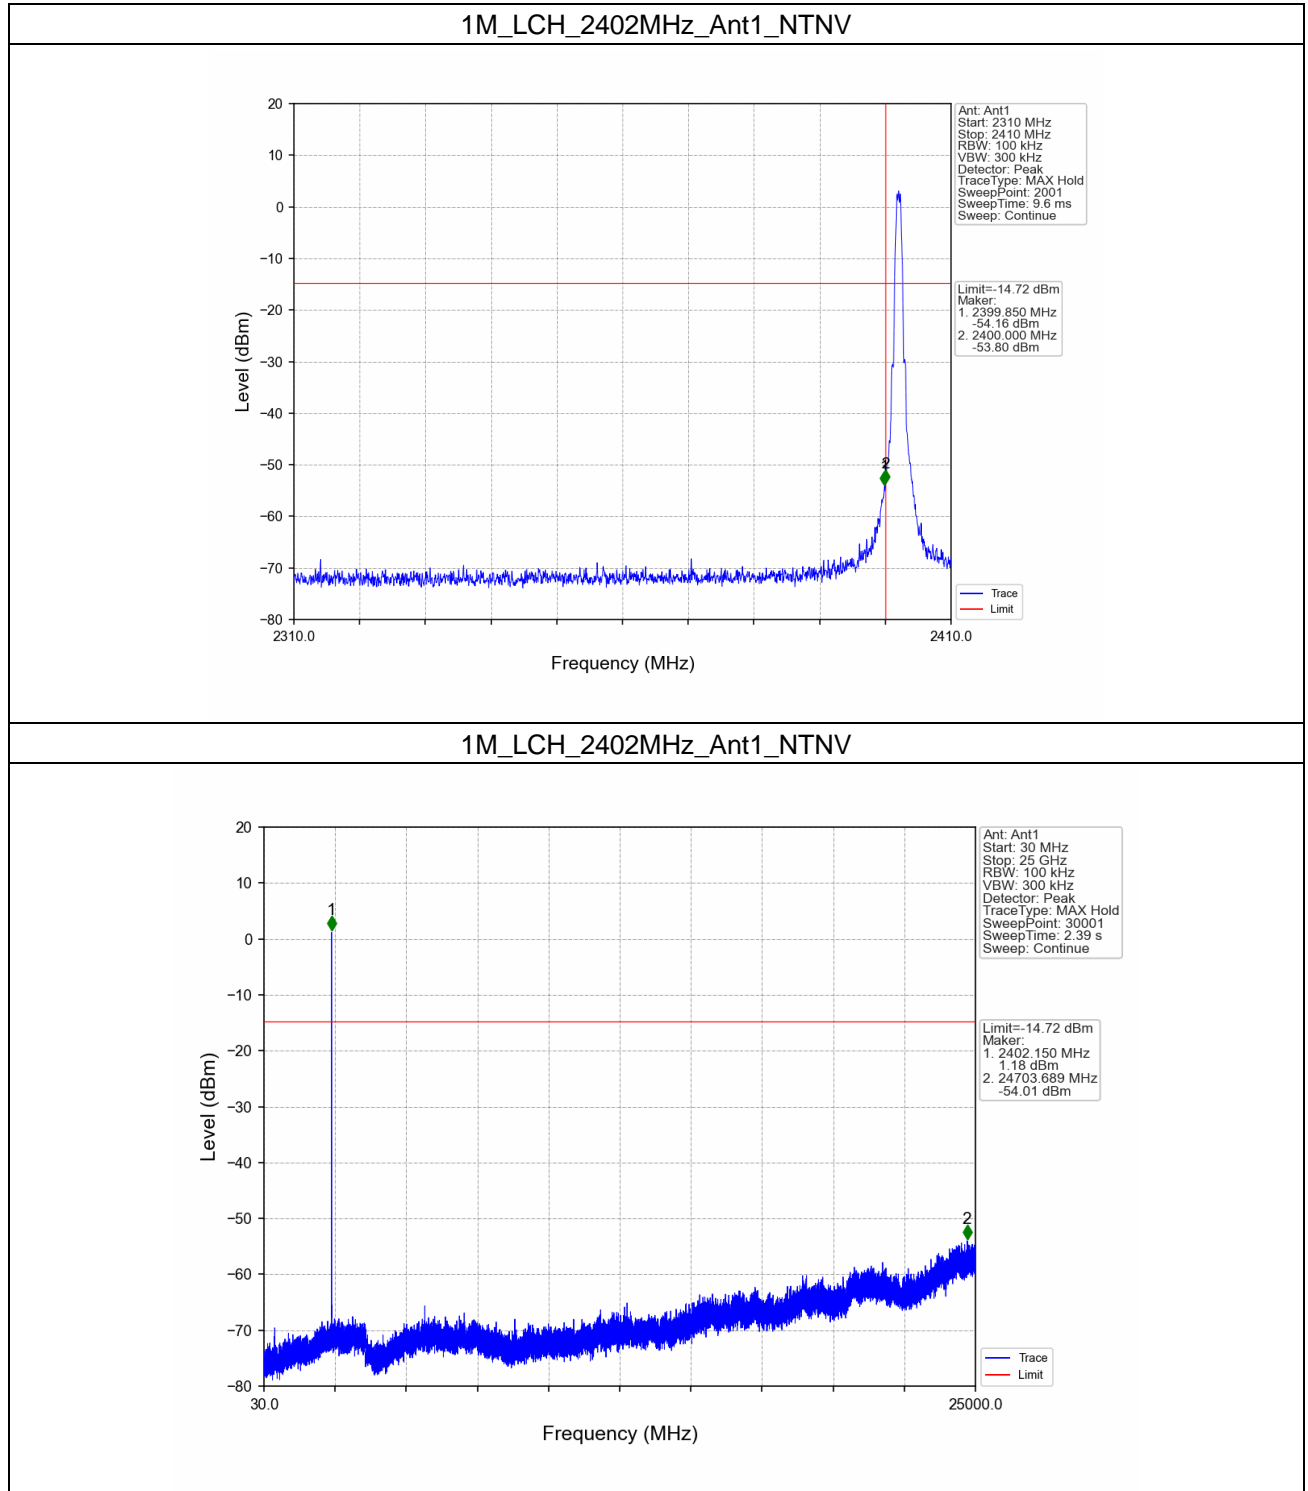 1M_LCH_2402MHz_Ant1_NTNV
20
10
0
−10
−20
−30
−40
−50
−60
−70
−80
Level (dBm)
2
2310.0
2410.0
Frequency (MHz)
Ant: Ant1
Start: 2310 MHz
Stop: 2410 MHz
RBW: 100 kHz
VBW: 300 kHz
Detector: Peak
TraceType: MAX Hold
SweepPoint: 2001
SweepTime: 9.6 ms
Sweep: Continue
Limit=-14.72 dBm
Maker:
1. 2399.850 MHz
-54.16 dBm
2. 2400.000 MHz
-53.80 dBm
Trace
Limit
1M_LCH_2402MHz_Ant1_NTNV
20
10
0
−10
−20
−30
−40
−50
−60
−70
−80
Level (dBm)
1
2
30.0
25000.0
Frequency (MHz)
Ant: Ant1
Start: 30 MHz
Stop: 25 GHz
RBW: 100 kHz
VBW: 300 kHz
Detector: Peak
TraceType: MAX Hold
SweepPoint: 30001
SweepTime: 2.39 s
Sweep: Continue
Limit=-14.72 dBm
Maker:
1. 2402.150 MHz
1.18 dBm
2. 24703.689 MHz
-54.01 dBm
Trace
Limit